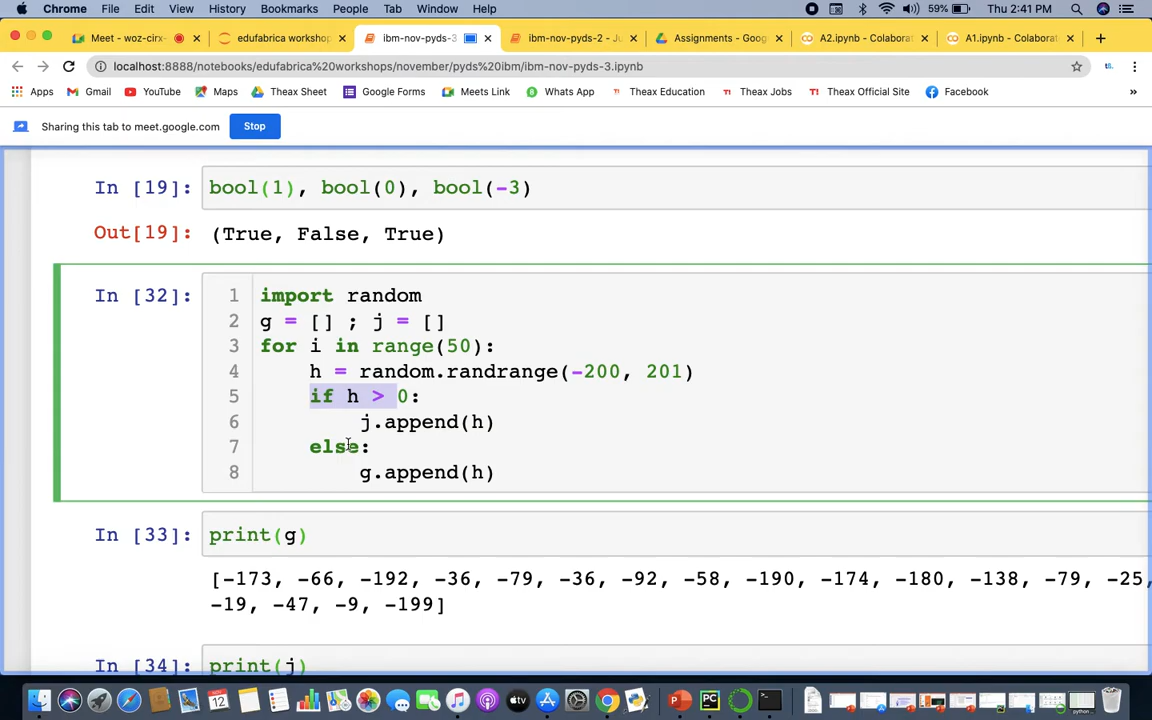 Chrome File Edit View History Bookmarks People Tab Window Help 59% Thu 2:41 PM
Meet - woz-cirx- edufabrica worksho ibm-nov-pyds-3 ibm-nov-pyds-2 - Ju Assignments - Goog A2.ipynb - Colaborat A1.ipynb - Colaborat
localhost:8888/notebooks/edufabrica%20workshops/november/pyds%20ibm/ibm-nov-pyds-3.ipynb
Apps Gmail YouTube Maps Theax Sheet Google Forms Meets Link Whats App Theax Education Theax Jobs Theax Official Site Facebook »
Sharing this tab to meet.google.com Stop
In [19]: bool(1), bool(0), bool(-3)
Out[19]: (True, False, True)
In [32]: 1 import random
2 g = [] ; j = []
3 for i in range(50):
4 h = random.randrange(-200, 201)
5 if h > 0:
6 j.append(h)
7 else:
8 g.append(h)
In [33]: print(g)
[-173, -66, -192, -36, -79, -36, -92, -58, -190, -174, -180, -138, -79, -25,
-19, -47, -9, -199]
In [34]: print(j)